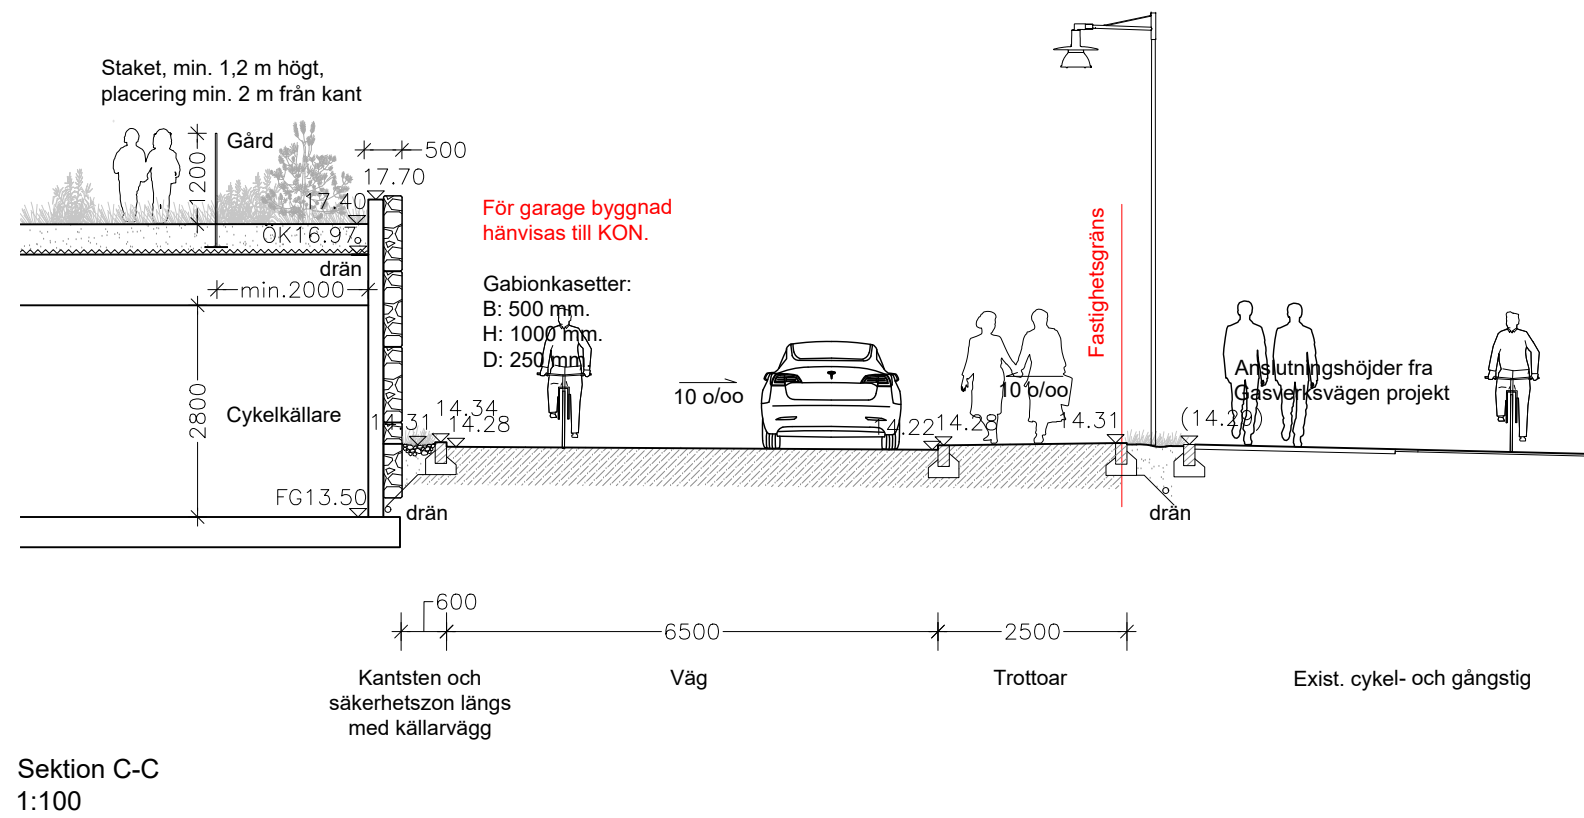 Staket, min. 1,2 m högt,
placering min. 2 m från kant
Gård
1200
500
17.70
17.40
ÖK16.97
drän
min.2000
För garage byggnad
hänvisas till KON.
Gabionkasetter:
B: 500 mm.
H: 1000 mm.
D: 250 mm
Fastighetsgräns
10 o/oo
10 o/oo
Anslutningshöjder fra
Gasverksvägen projekt
2800
Cykelkällare
14.31
14.34
14.28
14.22
14.28
14.31
(14.29)
FG13.50
drän
drän
600
6500
2500
Kantsten och
säkerhetszon längs
med källarvägg
Väg
Trottoar
Exist. cykel- och gångstig
Sektion C-C
1:100